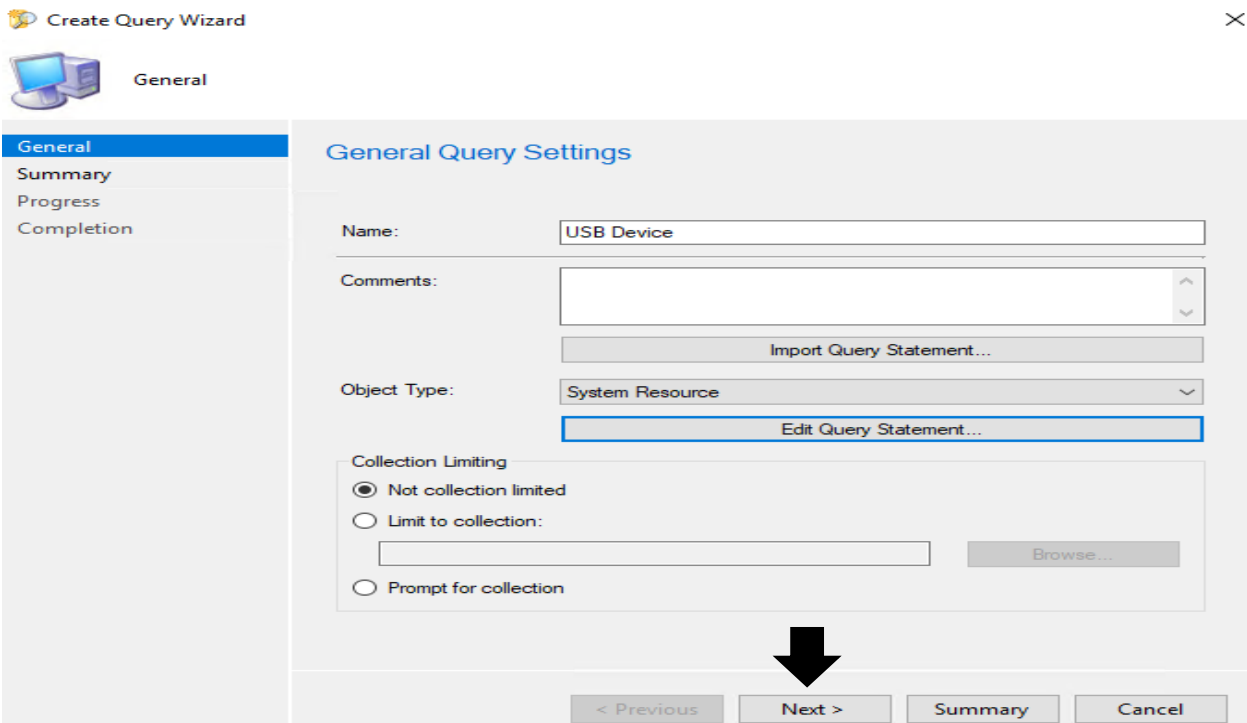 Create Query Wizard
General
General
Summary
Progress
Completion
General Query Settings
Name: USB Device
Comments:
Import Query Statement...
Object Type: System Resource
Edit Query Statement...
Collection Limiting
Not collection limited
Limit to collection:
Browse...
Prompt for collection
< Previous Next > Summary Cancel